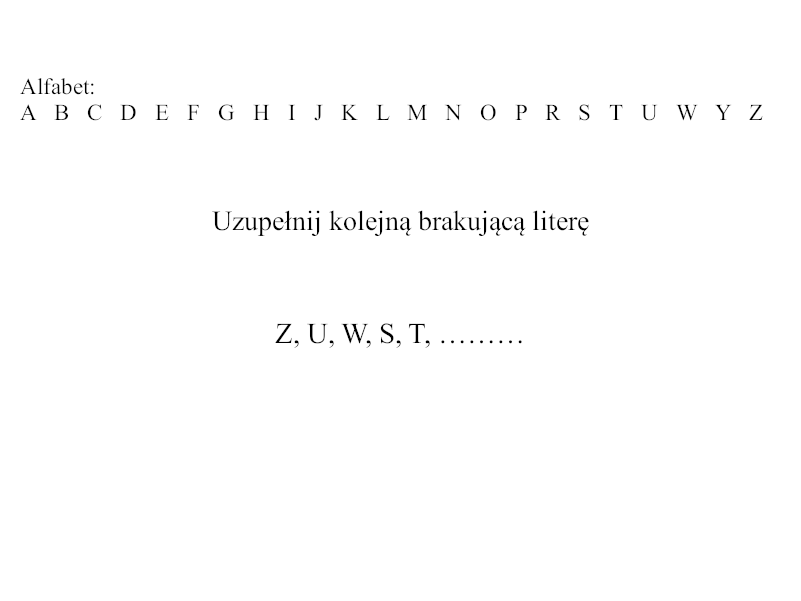 Alfabet:
A B C D E F G H I J K L M N O P R S T U W Y Z
Uzupełnij kolejną brakującą literę
Z, U, W, S, T, ………